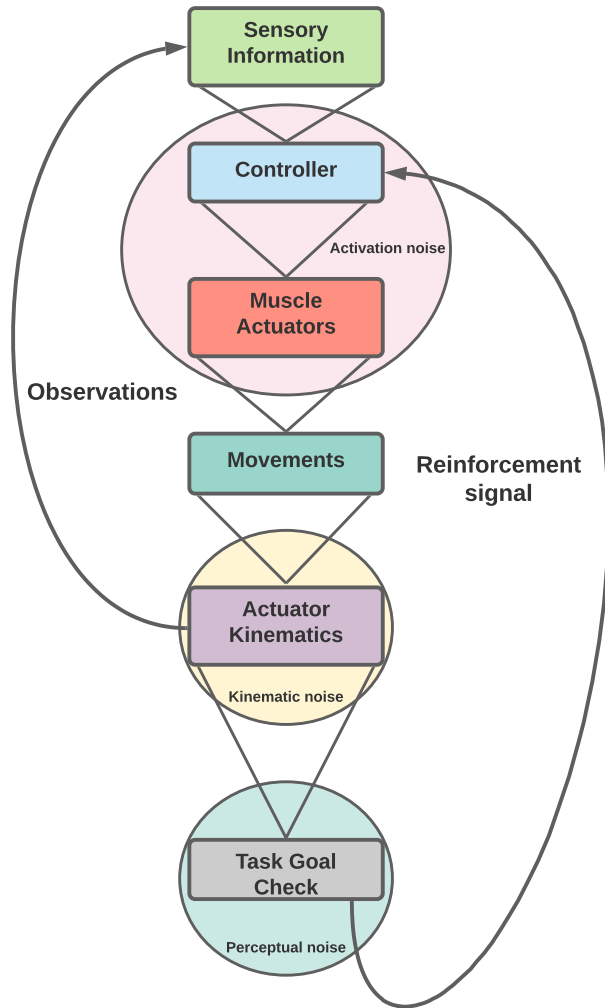 Sensory
Information
Controller
Activation noise
Muscle
Actuators
Observations
Movements
Reinforcement
signal
Actuator
Kinematics
Kinematic noise
Task Goal
Check
Perceptual noise